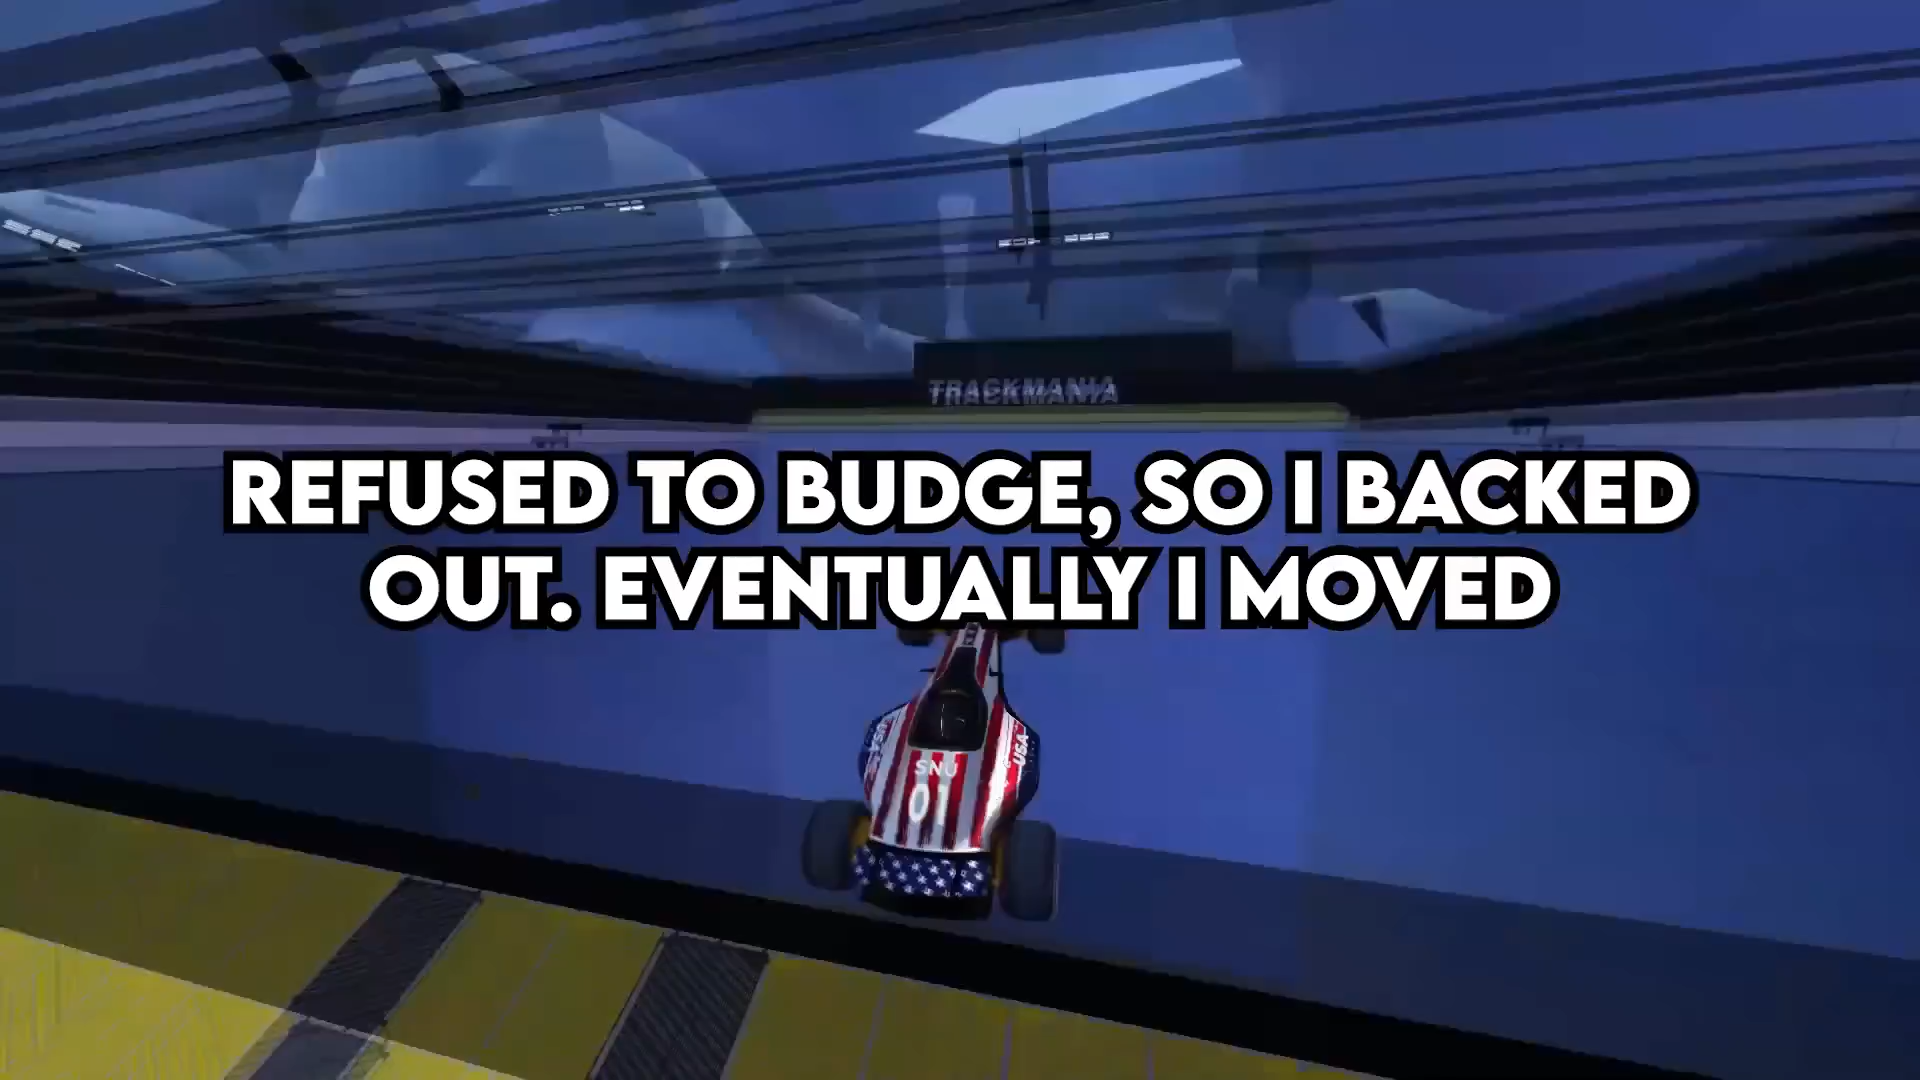 TRACKMANIA
REFUSED TO BUDGE, SO I BACKED
OUT. EVENTUALLY I MOVED
USA
USA
SNU
01